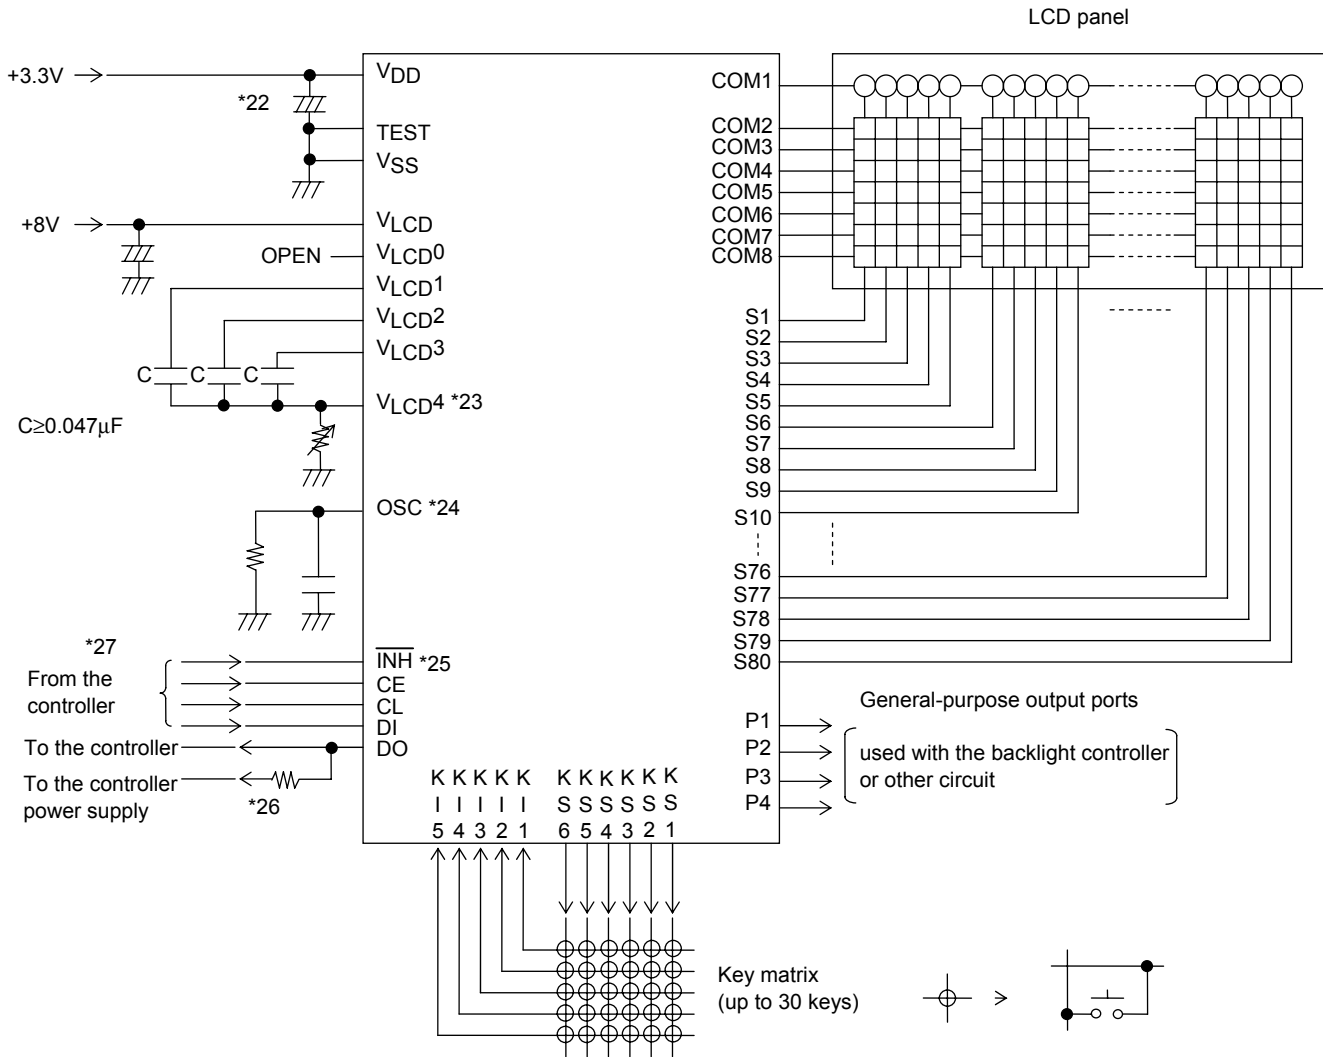 LCD panel
+3.3V
VDD
COM1
*22
TEST
COM2
COM3
VSS
COM4
COM5
+8V
VLCD
COM6
COM7
OPEN
VLCD0
COM8
VLCD1
VLCD2
S1
S2
VLCD3
S3
C
C
C
S4
VLCD4 *23
S5
C≥0.047μF
S6
S7
S8
S9
OSC *24
S10
S76
S77
S78
S79
S80
*27
INH *25
From the
controller
CE
CL
DI
To the controller
DO
To the controller
power supply
*26
General-purpose output ports
P1
P2
P3
P4
used with the backlight controller
or other circuit
K K K K K
I I I I I
5 4 3 2 1
K K K K K K
S S S S S S
6 5 4 3 2 1
Key matrix
(up to 30 keys)